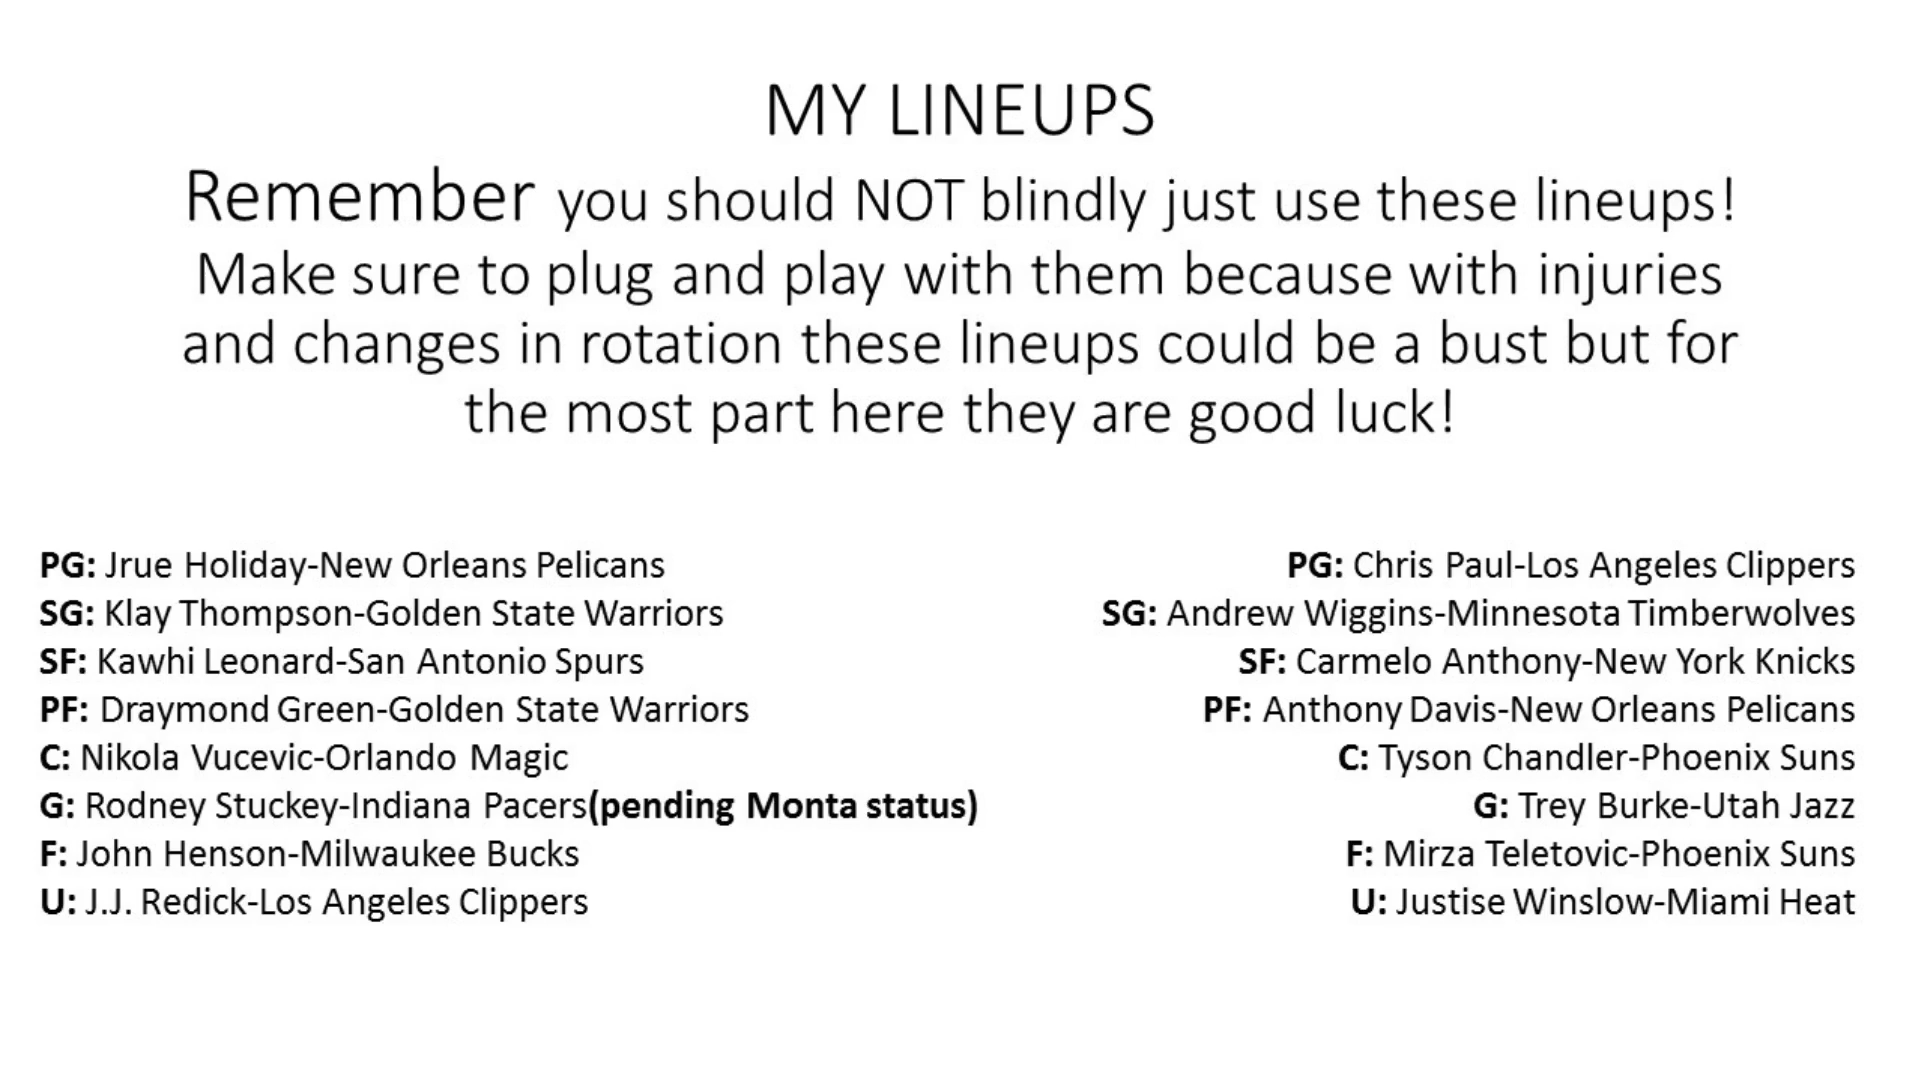 MY LINEUPS
Remember you should NOT blindly just use these lineups!
Make sure to plug and play with them because with injuries
and changes in rotation these lineups could be a bust but for
the most part here they are good luck!
PG: Jrue Holiday-New Orleans Pelicans
SG: Klay Thompson-Golden State Warriors
SF: Kawhi Leonard-San Antonio Spurs
PF: Draymond Green-Golden State Warriors
C: Nikola Vucevic-Orlando Magic
G: Rodney Stuckey-Indiana Pacers(pending Monta status)
F: John Henson-Milwaukee Bucks
U: J.J. Redick-Los Angeles Clippers
PG: Chris Paul-Los Angeles Clippers
SG: Andrew Wiggins-Minnesota Timberwolves
SF: Carmelo Anthony-New York Knicks
PF: Anthony Davis-New Orleans Pelicans
C: Tyson Chandler-Phoenix Suns
G: Trey Burke-Utah Jazz
F: Mirza Teletovic-Phoenix Suns
U: Justise Winslow-Miami Heat